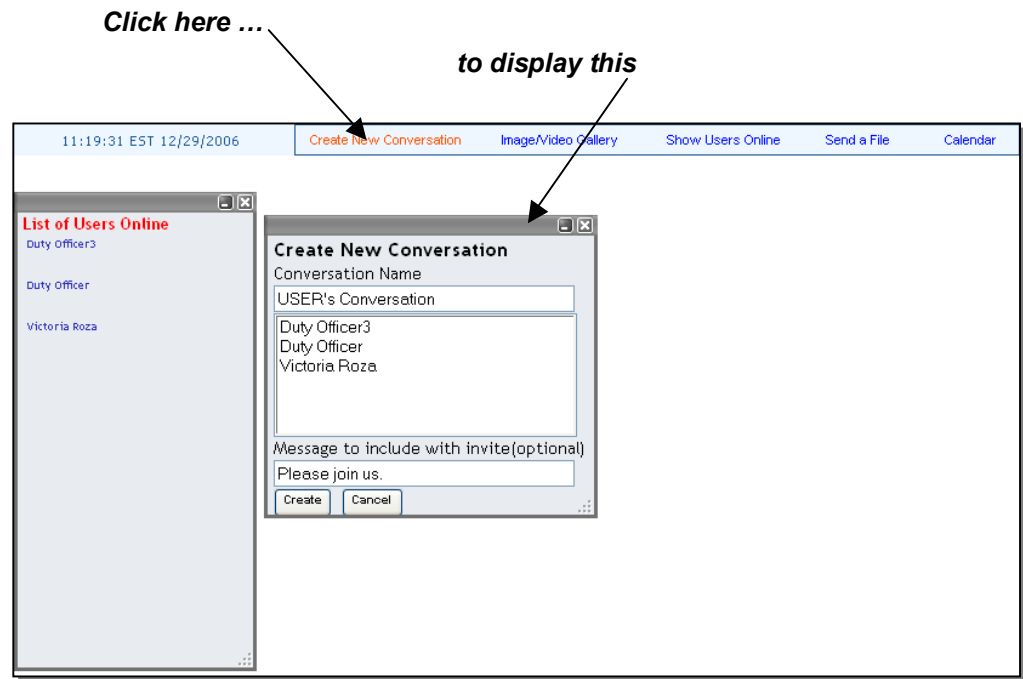 Click here …
to display this
11:19:31 EST 12/29/2006 Create New Conversation Image/Video Gallery Show Users Online Send a File Calendar
List of Users Online
Duty Officer3
Duty Officer
Victoria Roza
Create New Conversation
Conversation Name
USER's Conversation
Duty Officer3
Duty Officer
Victoria Roza
Message to include with invite(optional)
Please join us.
Create Cancel